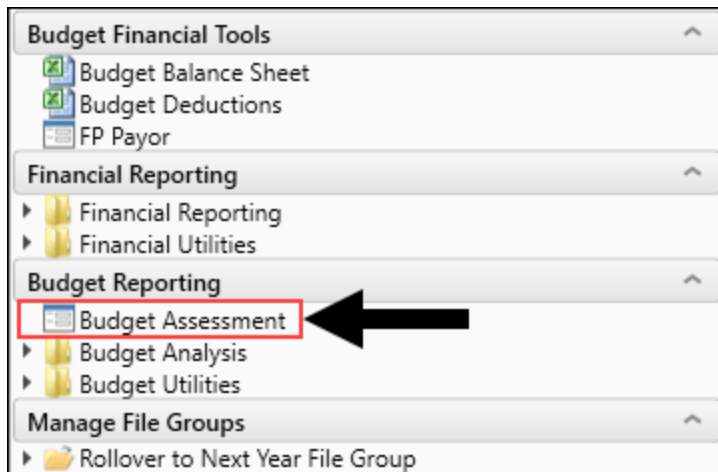 Budget Financial Tools
Budget Balance Sheet
Budget Deductions
FP Payor
Financial Reporting
Financial Reporting
Financial Utilities
Budget Reporting
Budget Assessment
Budget Analysis
Budget Utilities
Manage File Groups
Rollover to Next Year File Group